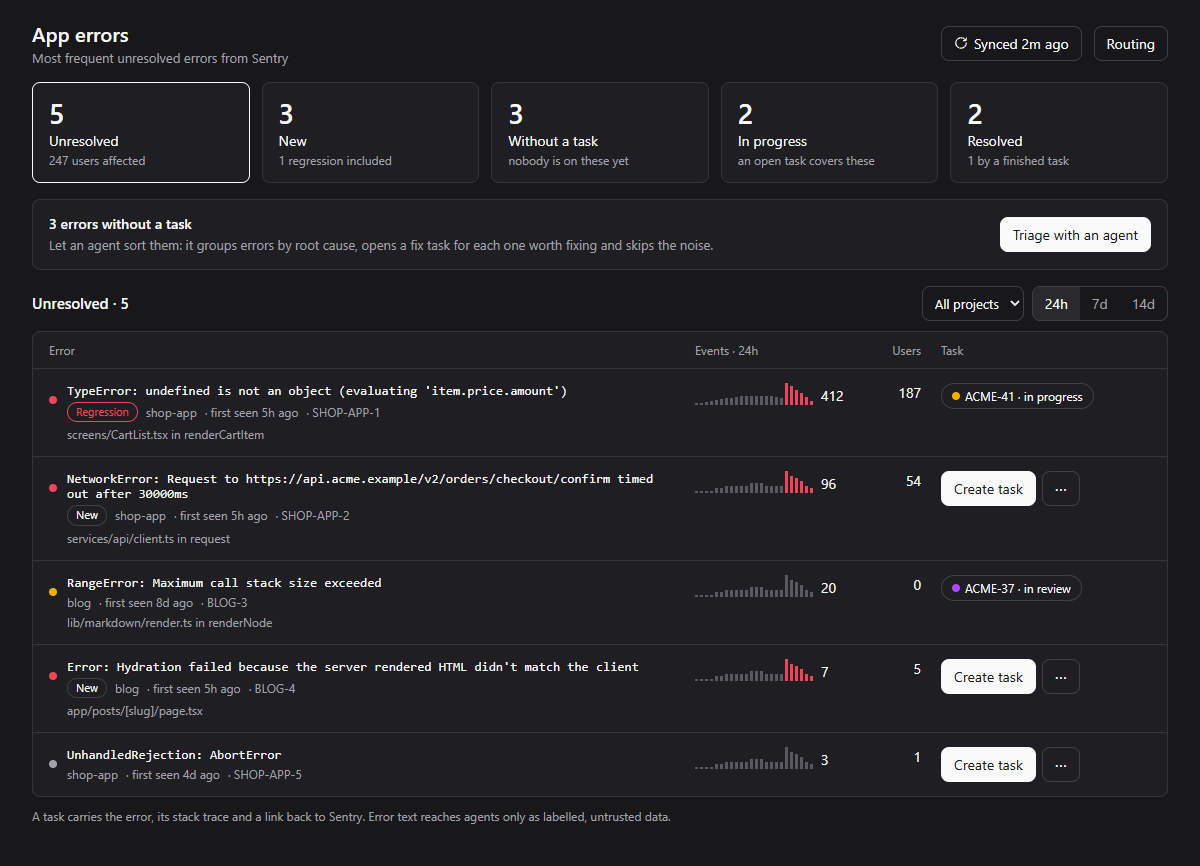 App errors
Most frequent unresolved errors from Sentry
Synced 2m ago
Routing
5
Unresolved
247 users affected
3
New
1 regression included
3
Without a task
nobody is on these yet
2
In progress
an open task covers these
2
Resolved
1 by a finished task
3 errors without a task
Let an agent sort them: it groups errors by root cause, opens a fix task for each one worth fixing and skips the noise.
Triage with an agent
Unresolved · 5
All projects
24h
7d
14d
Error
Events · 24h
Users
Task
TypeError: undefined is not an object (evaluating 'item.price.amount')
Regression shop-app · first seen 5h ago · SHOP-APP-1
screens/CartList.tsx in renderCartItem
412
187
ACME-41 · in progress
NetworkError: Request to https://api.acme.example/v2/orders/checkout/confirm timed
out after 30000ms
New shop-app · first seen 5h ago · SHOP-APP-2
services/api/client.ts in request
96
54
Create task
...
RangeError: Maximum call stack size exceeded
blog · first seen 8d ago · BLOG-3
lib/markdown/render.ts in renderNode
20
0
ACME-37 · in review
Error: Hydration failed because the server rendered HTML didn't match the client
New blog · first seen 5h ago · BLOG-4
app/posts/[slug]/page.tsx
7
5
Create task
...
UnhandledRejection: AbortError
shop-app · first seen 4d ago · SHOP-APP-5
3
1
Create task
...
A task carries the error, its stack trace and a link back to Sentry. Error text reaches agents only as labelled, untrusted data.